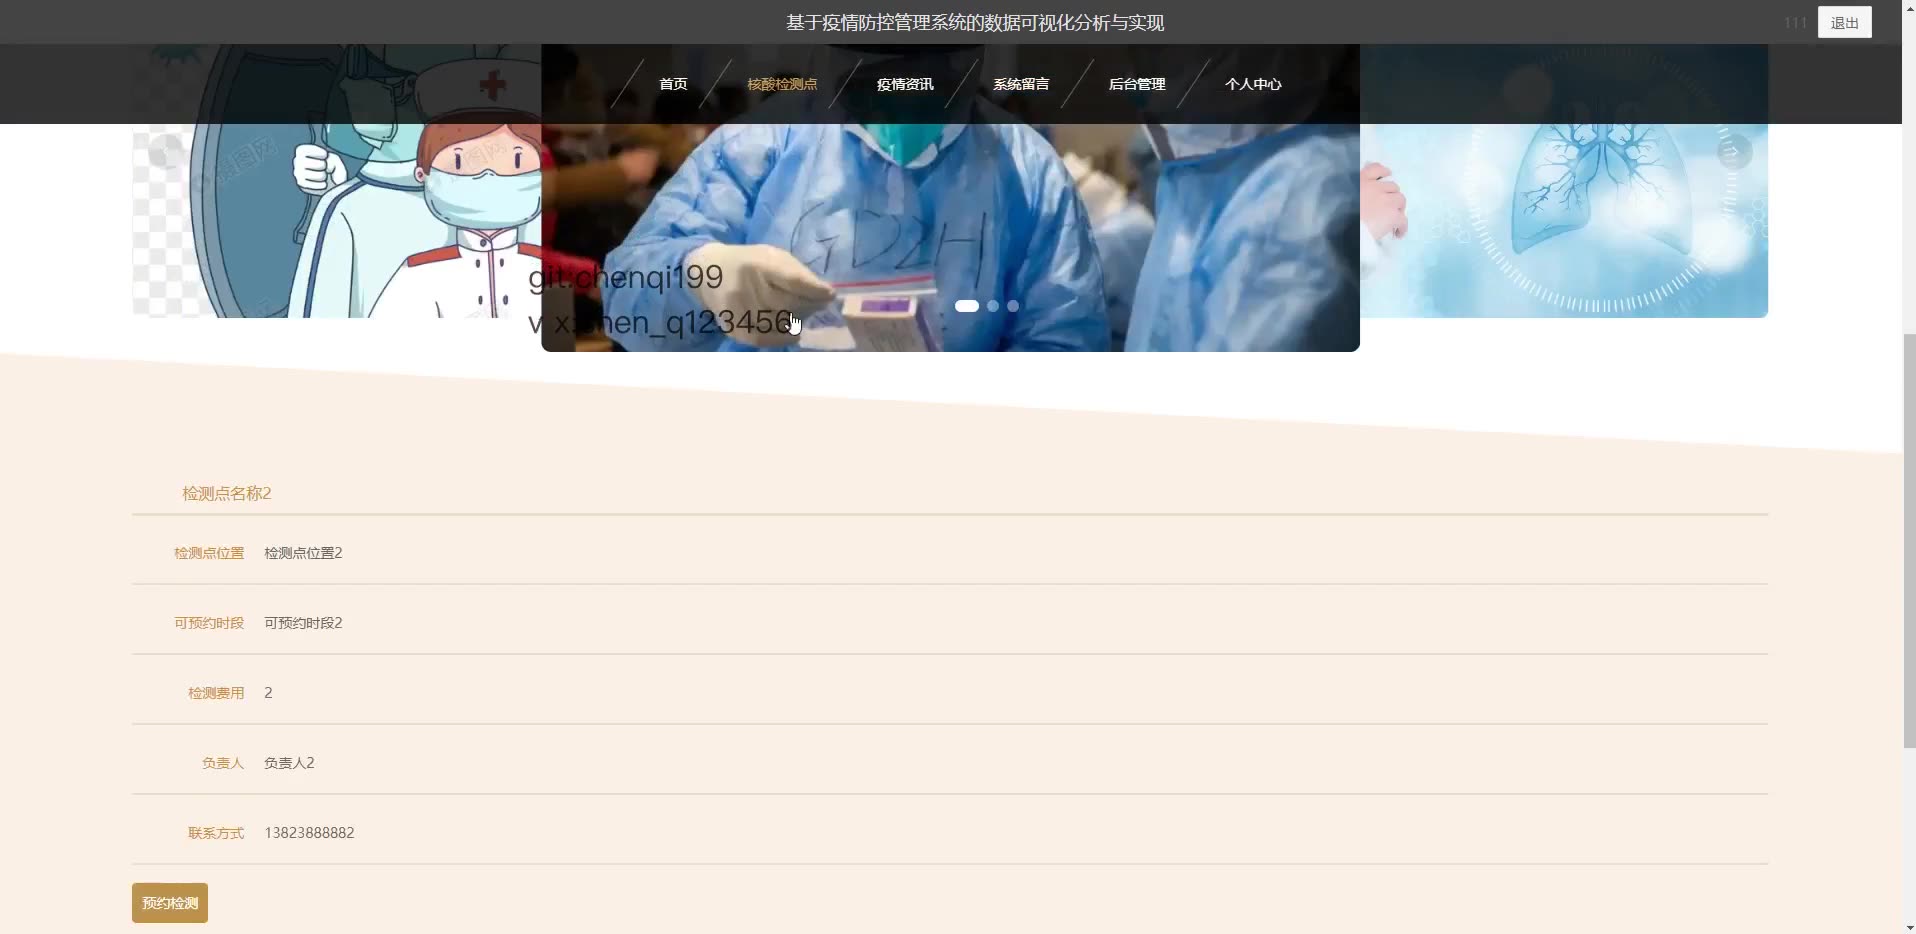 基于疫情防控管理系统的数据可视化分析与实现
111
退出
首页
核酸检测点
疫情资讯
系统留言
后台管理
个人中心
G2H
git:chenqi199
v x:chen_q123456
检测点名称2
检测点位置 检测点位置2
可预约时段 可预约时段2
检测费用 2
负责人 负责人2
联系方式 13823888882
预约检测